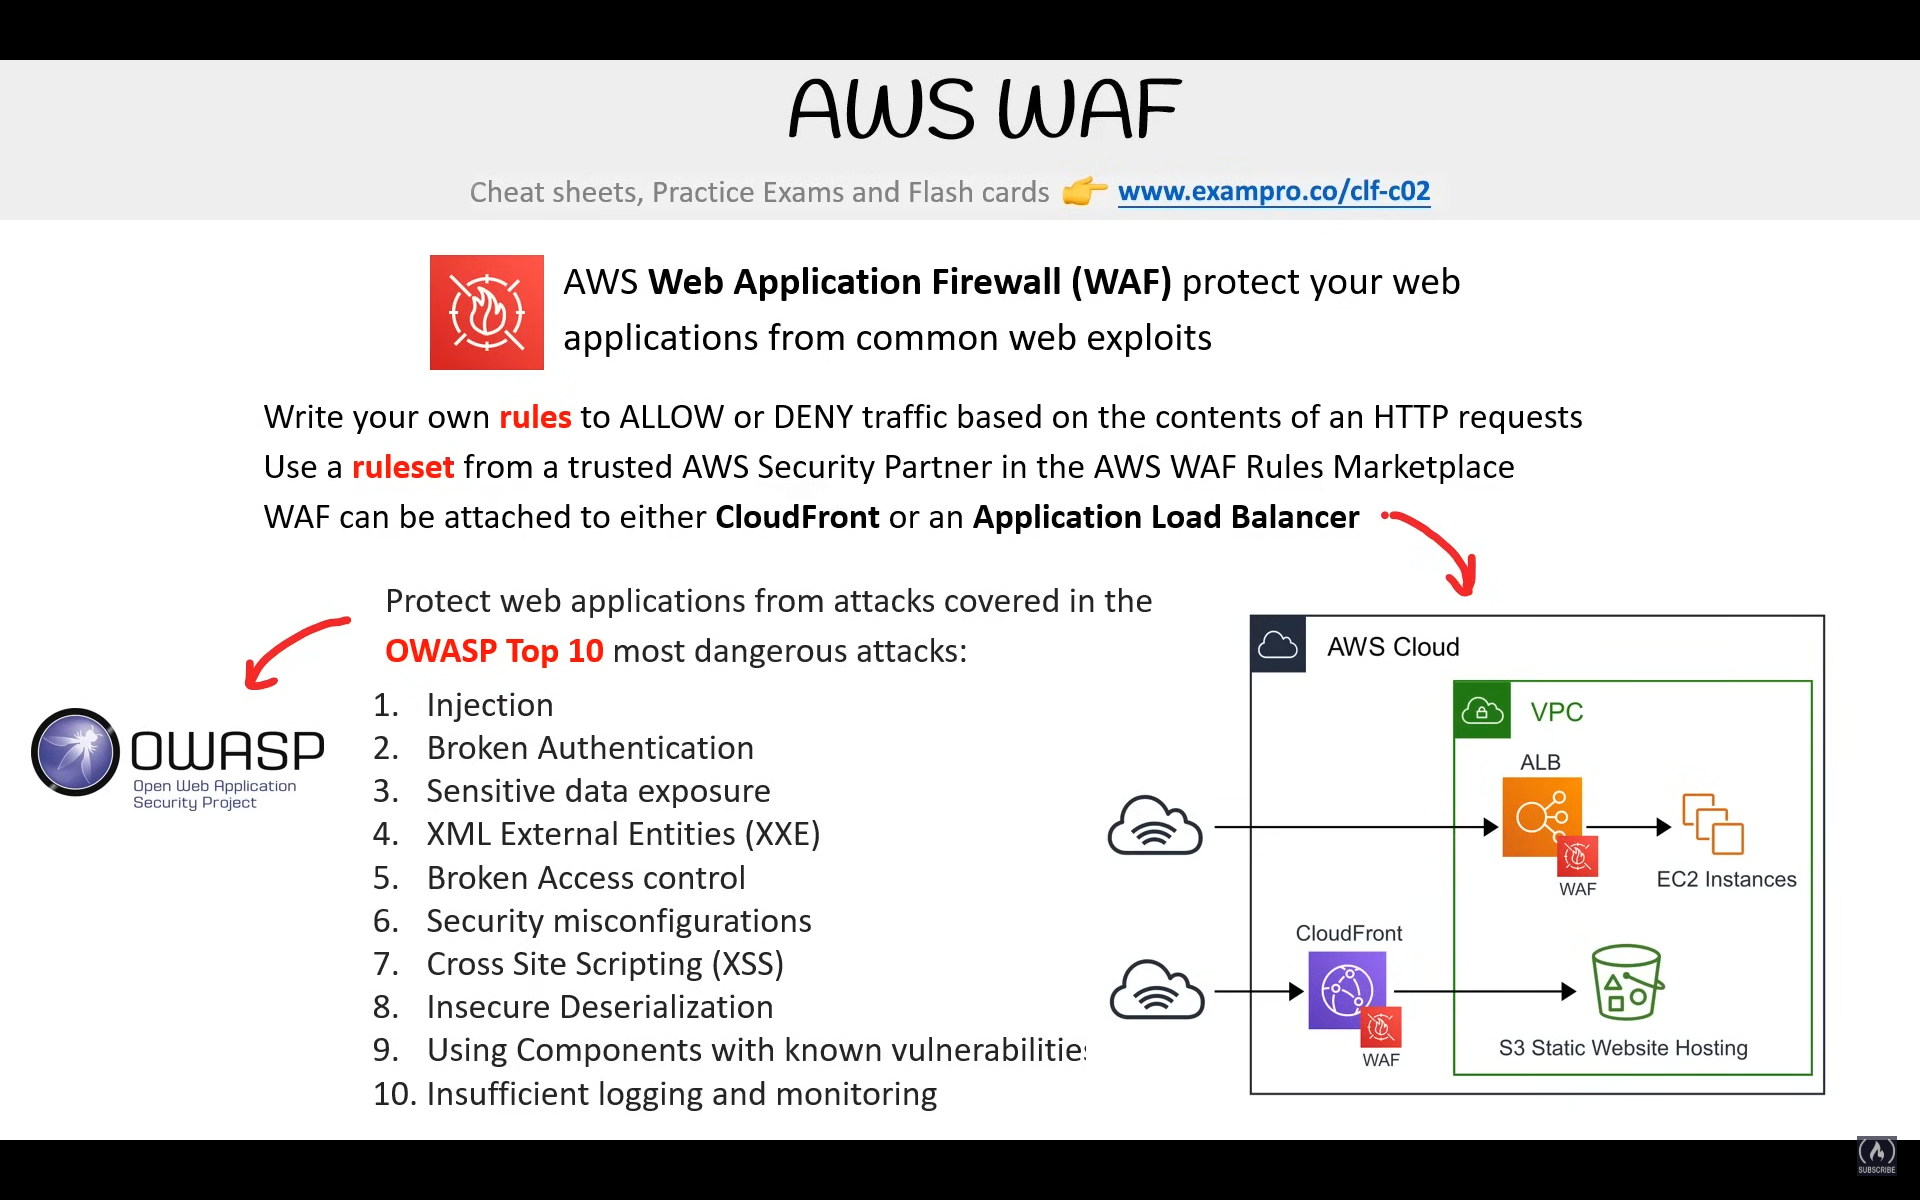 AWS WAF
Cheat sheets, Practice Exams and Flash cards 👉 www.exampro.co/clf-c02
AWS Web Application Firewall (WAF) protect your web
applications from common web exploits
Write your own rules to ALLOW or DENY traffic based on the contents of an HTTP requests
Use a ruleset from a trusted AWS Security Partner in the AWS WAF Rules Marketplace
WAF can be attached to either CloudFront or an Application Load Balancer
Protect web applications from attacks covered in the
OWASP Top 10 most dangerous attacks:
1. Injection
2. Broken Authentication
3. Sensitive data exposure
4. XML External Entities (XXE)
5. Broken Access control
6. Security misconfigurations
7. Cross Site Scripting (XSS)
8. Insecure Deserialization
9. Using Components with known vulnerabilities
10. Insufficient logging and monitoring
OWASP
Open Web Application
Security Project
AWS Cloud
VPC
ALB
WAF
EC2 Instances
CloudFront
WAF
S3 Static Website Hosting
SUBSCRIBE